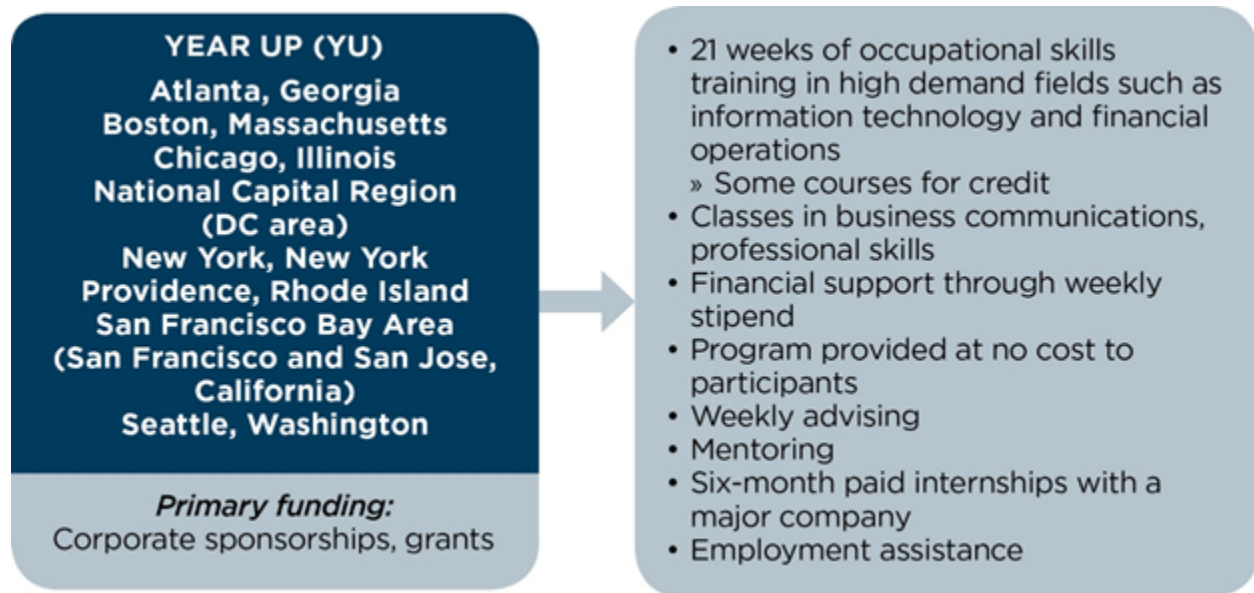 YEAR UP (YU)
Atlanta, Georgia
Boston, Massachusetts
Chicago, Illinois
National Capital Region
(DC area)
New York, New York
Providence, Rhode Island
San Francisco Bay Area
(San Francisco and San Jose,
California)
Seattle, Washington
Primary funding:
Corporate sponsorships, grants
• 21 weeks of occupational skills
training in high demand fields such as
information technology and financial
operations
» Some courses for credit
• Classes in business communications,
professional skills
• Financial support through weekly
stipend
• Program provided at no cost to
participants
• Weekly advising
• Mentoring
• Six-month paid internships with a
major company
• Employment assistance